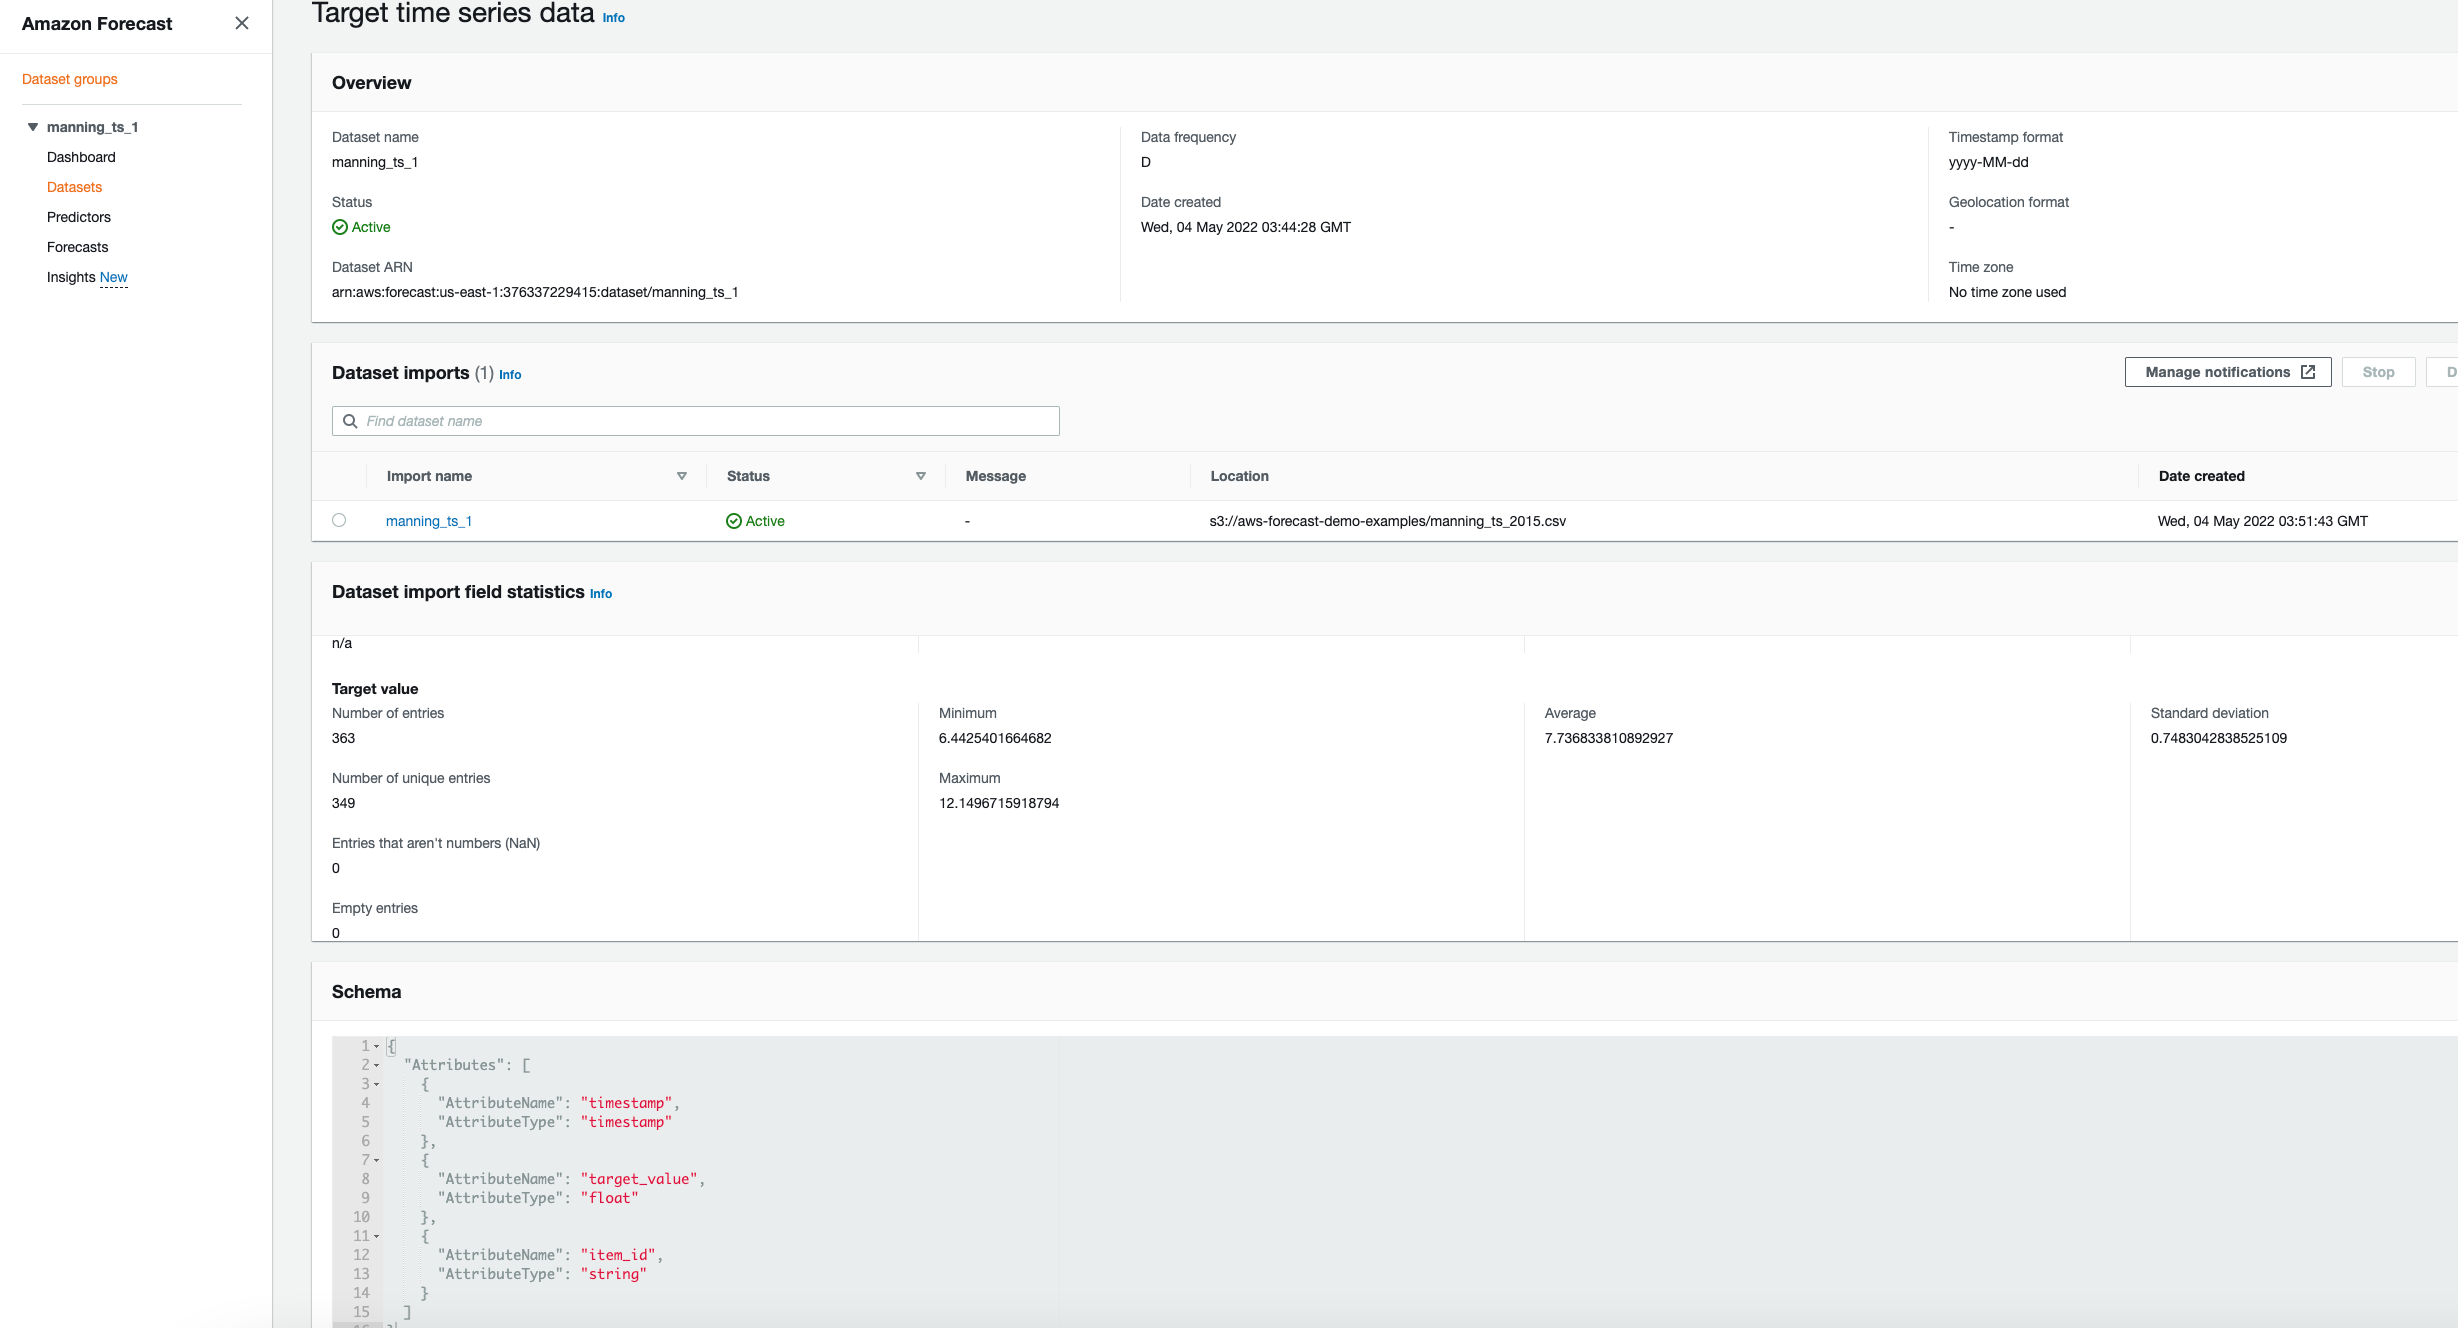 Amazon Forecast
Dataset groups
manning_ts_1
Dashboard
Datasets
Predictors
Forecasts
Insights New
Target time series data Info
Overview
Dataset name
manning_ts_1
Status
Active
Dataset ARN
arn:aws:forecast:us-east-1:376337229415:dataset/manning_ts_1
Data frequency
D
Date created
Wed, 04 May 2022 03:44:28 GMT
Timestamp format
yyyy-MM-dd
Geolocation format
-
Time zone
No time zone used
Dataset imports (1) Info
Manage notifications
Stop
D
Find dataset name
Import name Status Message Location Date created
manning_ts_1 Active - s3://aws-forecast-demo-examples/manning_ts_2015.csv Wed, 04 May 2022 03:51:43 GMT
Dataset import field statistics Info
n/a
Target value
Number of entries
363
Number of unique entries
349
Entries that aren't numbers (NaN)
0
Empty entries
0
Minimum
6.4425401664682
Maximum
12.1496715918794
Average
7.736833810892927
Standard deviation
0.7483042838525109
Schema
1 {
2 "Attributes": [
3 {
4 "AttributeName": "timestamp",
5 "AttributeType": "timestamp"
6 },
7 {
8 "AttributeName": "target_value",
9 "AttributeType": "float"
10 },
11 {
12 "AttributeName": "item_id",
13 "AttributeType": "string"
14 }
15 ]